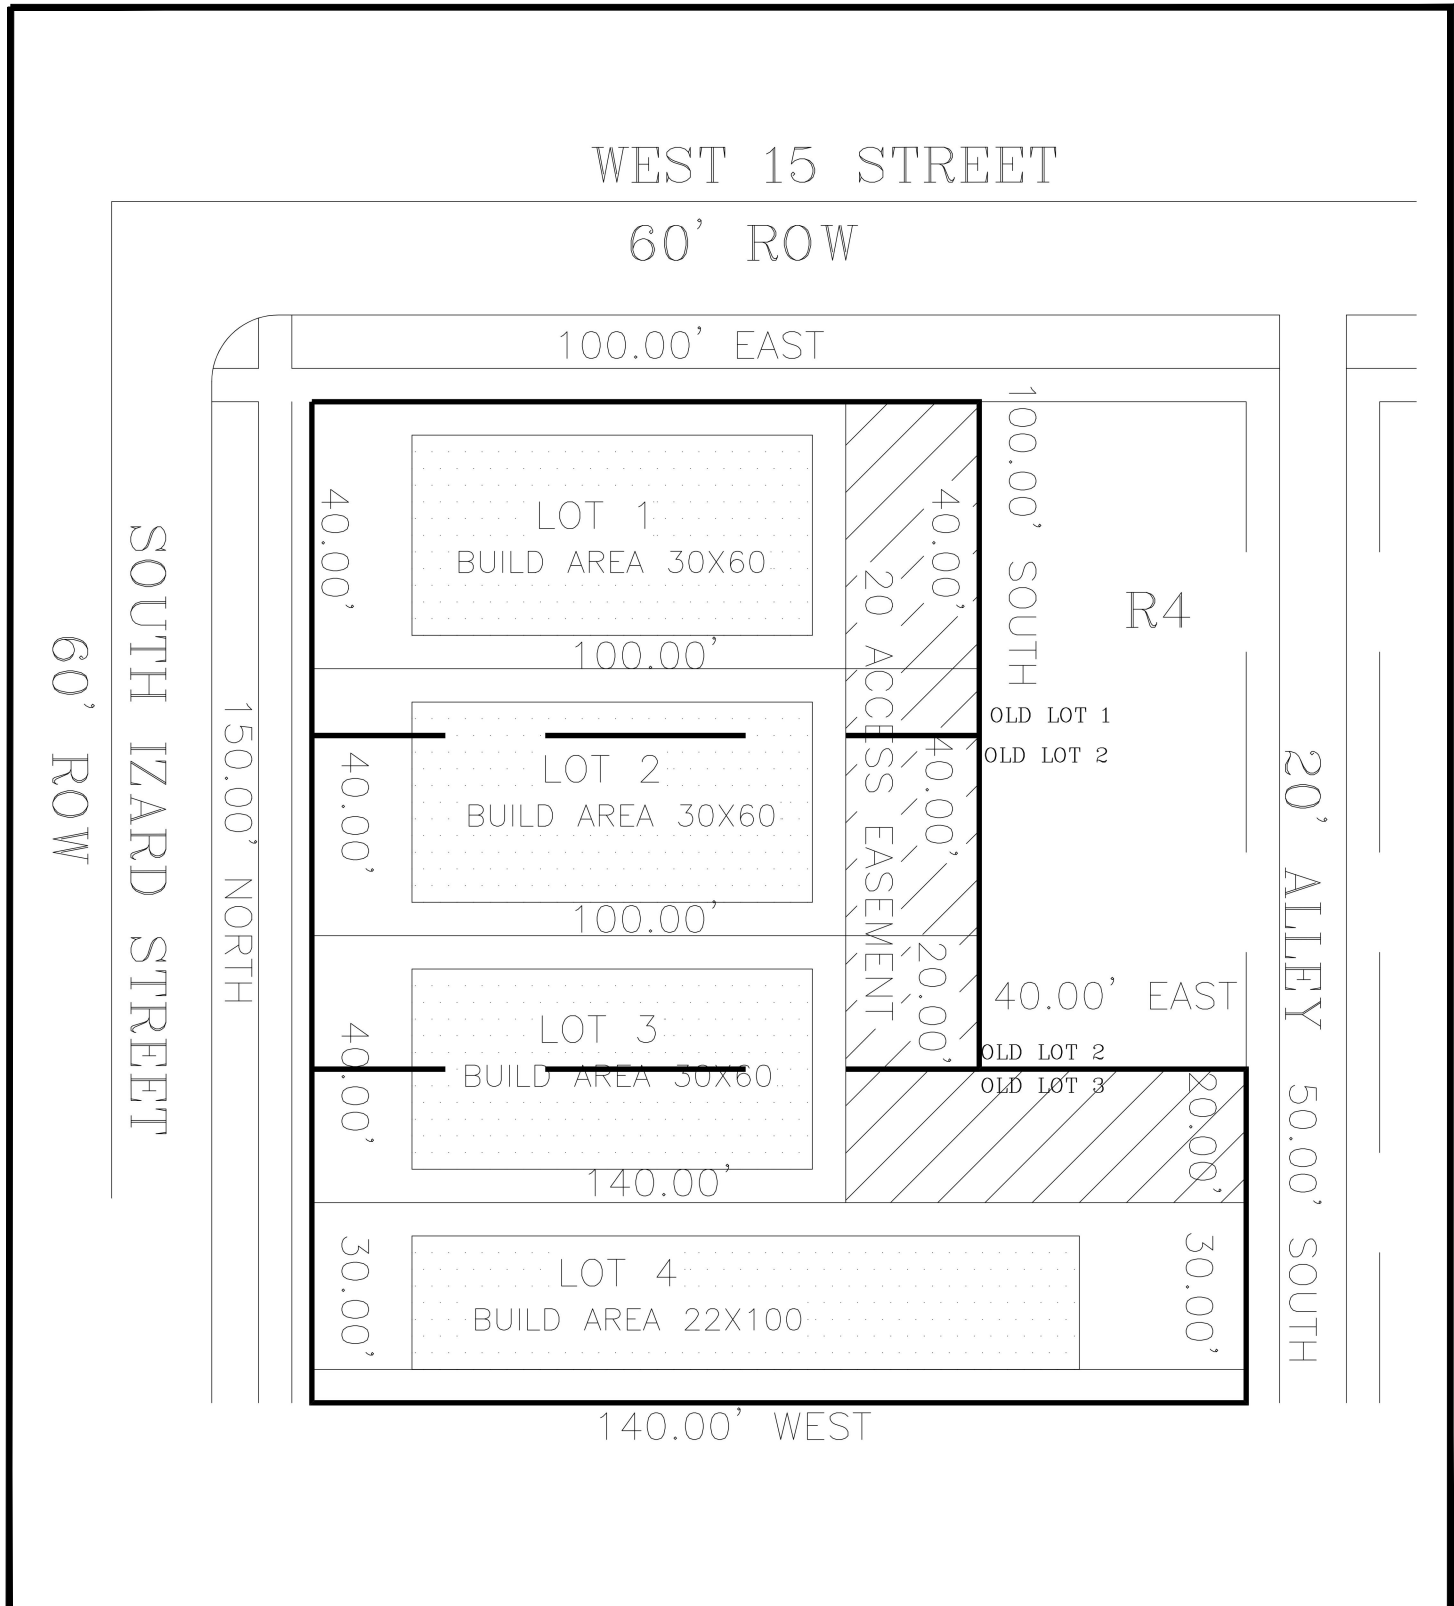 WEST 15 STREET
60' ROW
100.00' EAST
100.00' SOUTH
40.00'
LOT 1
BUILD AREA 30X60
40.00'
100.00'
R4
SOUTH IZARD STREET
60' ROW
150.00' NORTH
20 ACCESS EASEMENT
OLD LOT 1
OLD LOT 2
40.00'
LOT 2
BUILD AREA 30X60
40.00'
100.00'
20' ALLEY
20.00'
40.00' EAST
40.00'
LOT 3
BUILD AREA 30X60
OLD LOT 2
OLD LOT 3
20.00'
140.00'
50.00' SOUTH
30.00'
LOT 4
BUILD AREA 22X100
30.00'
140.00' WEST